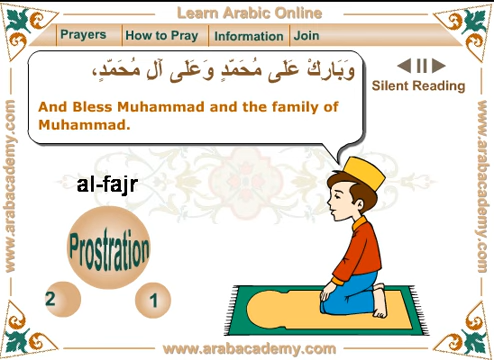 Learn Arabic Online
Prayers
How to Pray
Information
Join
وَبَارِكْ عَلَى مُحَمّدٍ وَعَلَى آلِ مُحَمّدٍ،
And Bless Muhammad and the family of
Muhammad.
Silent Reading
al-fajr
Prostration
2
1
www.arabacademy.com
www.arabacademy.com
www.arabacademy.com